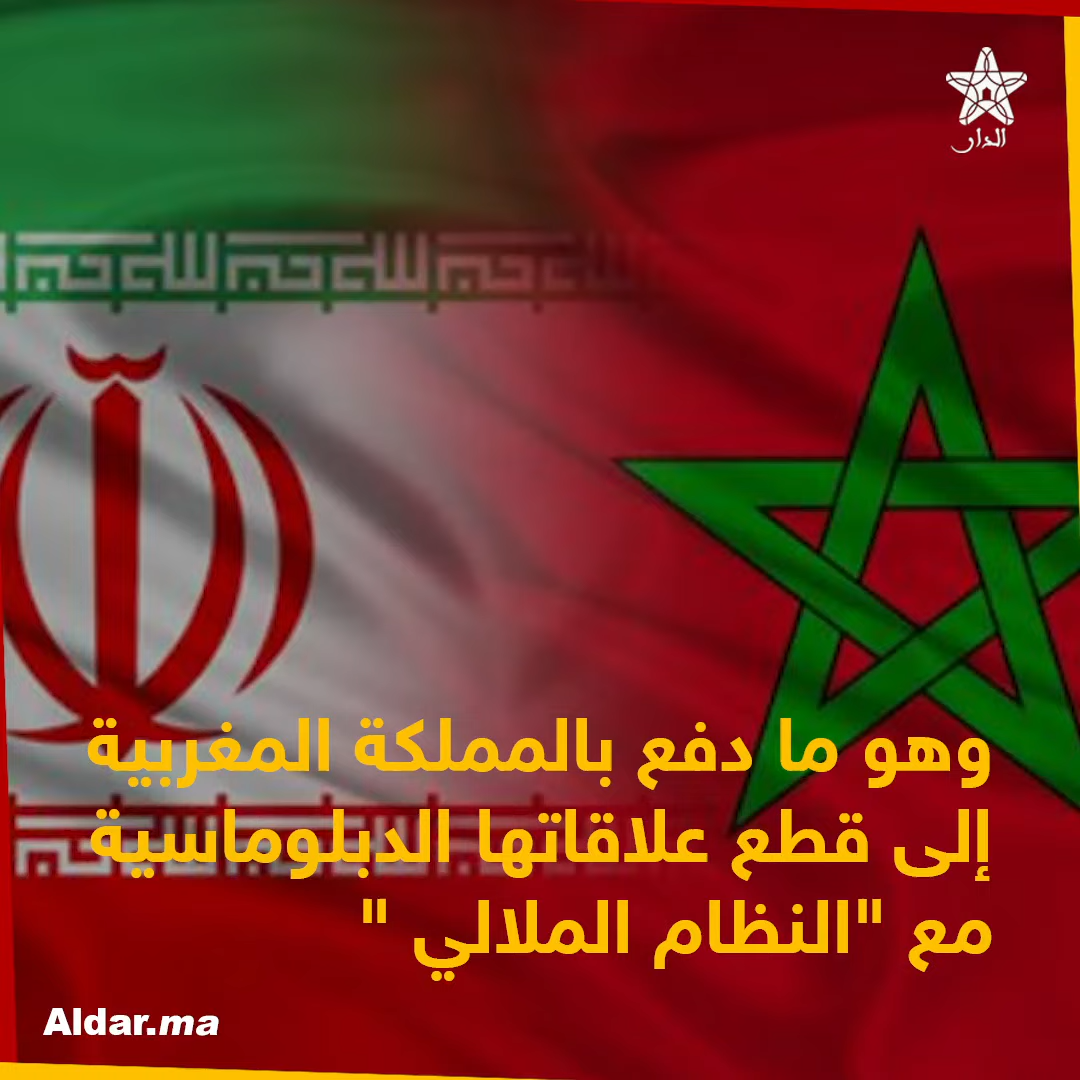 الدار
وهو ما دفع بالمملكة المغربية
إلى قطع علاقاتها الدبلوماسية
مع "النظام الملالي "
Aldar.ma